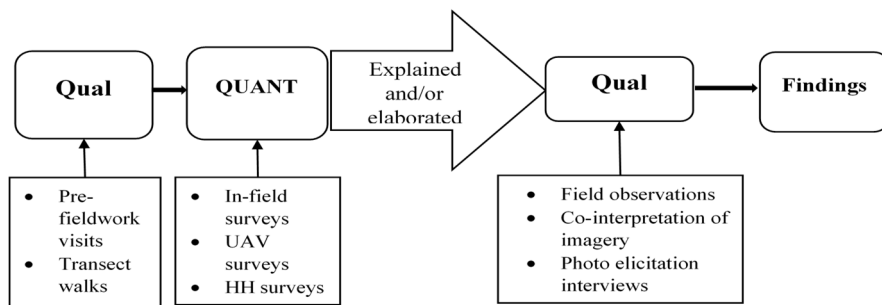 Qual
QUANT
Explained
and/or
elaborated
Qual
Findings
• Pre-
fieldwork
visits
• Transect
walks
• In-field
surveys
• UAV
surveys
• HH surveys
• Field observations
• Co-interpretation of
imagery
• Photo elicitation
interviews